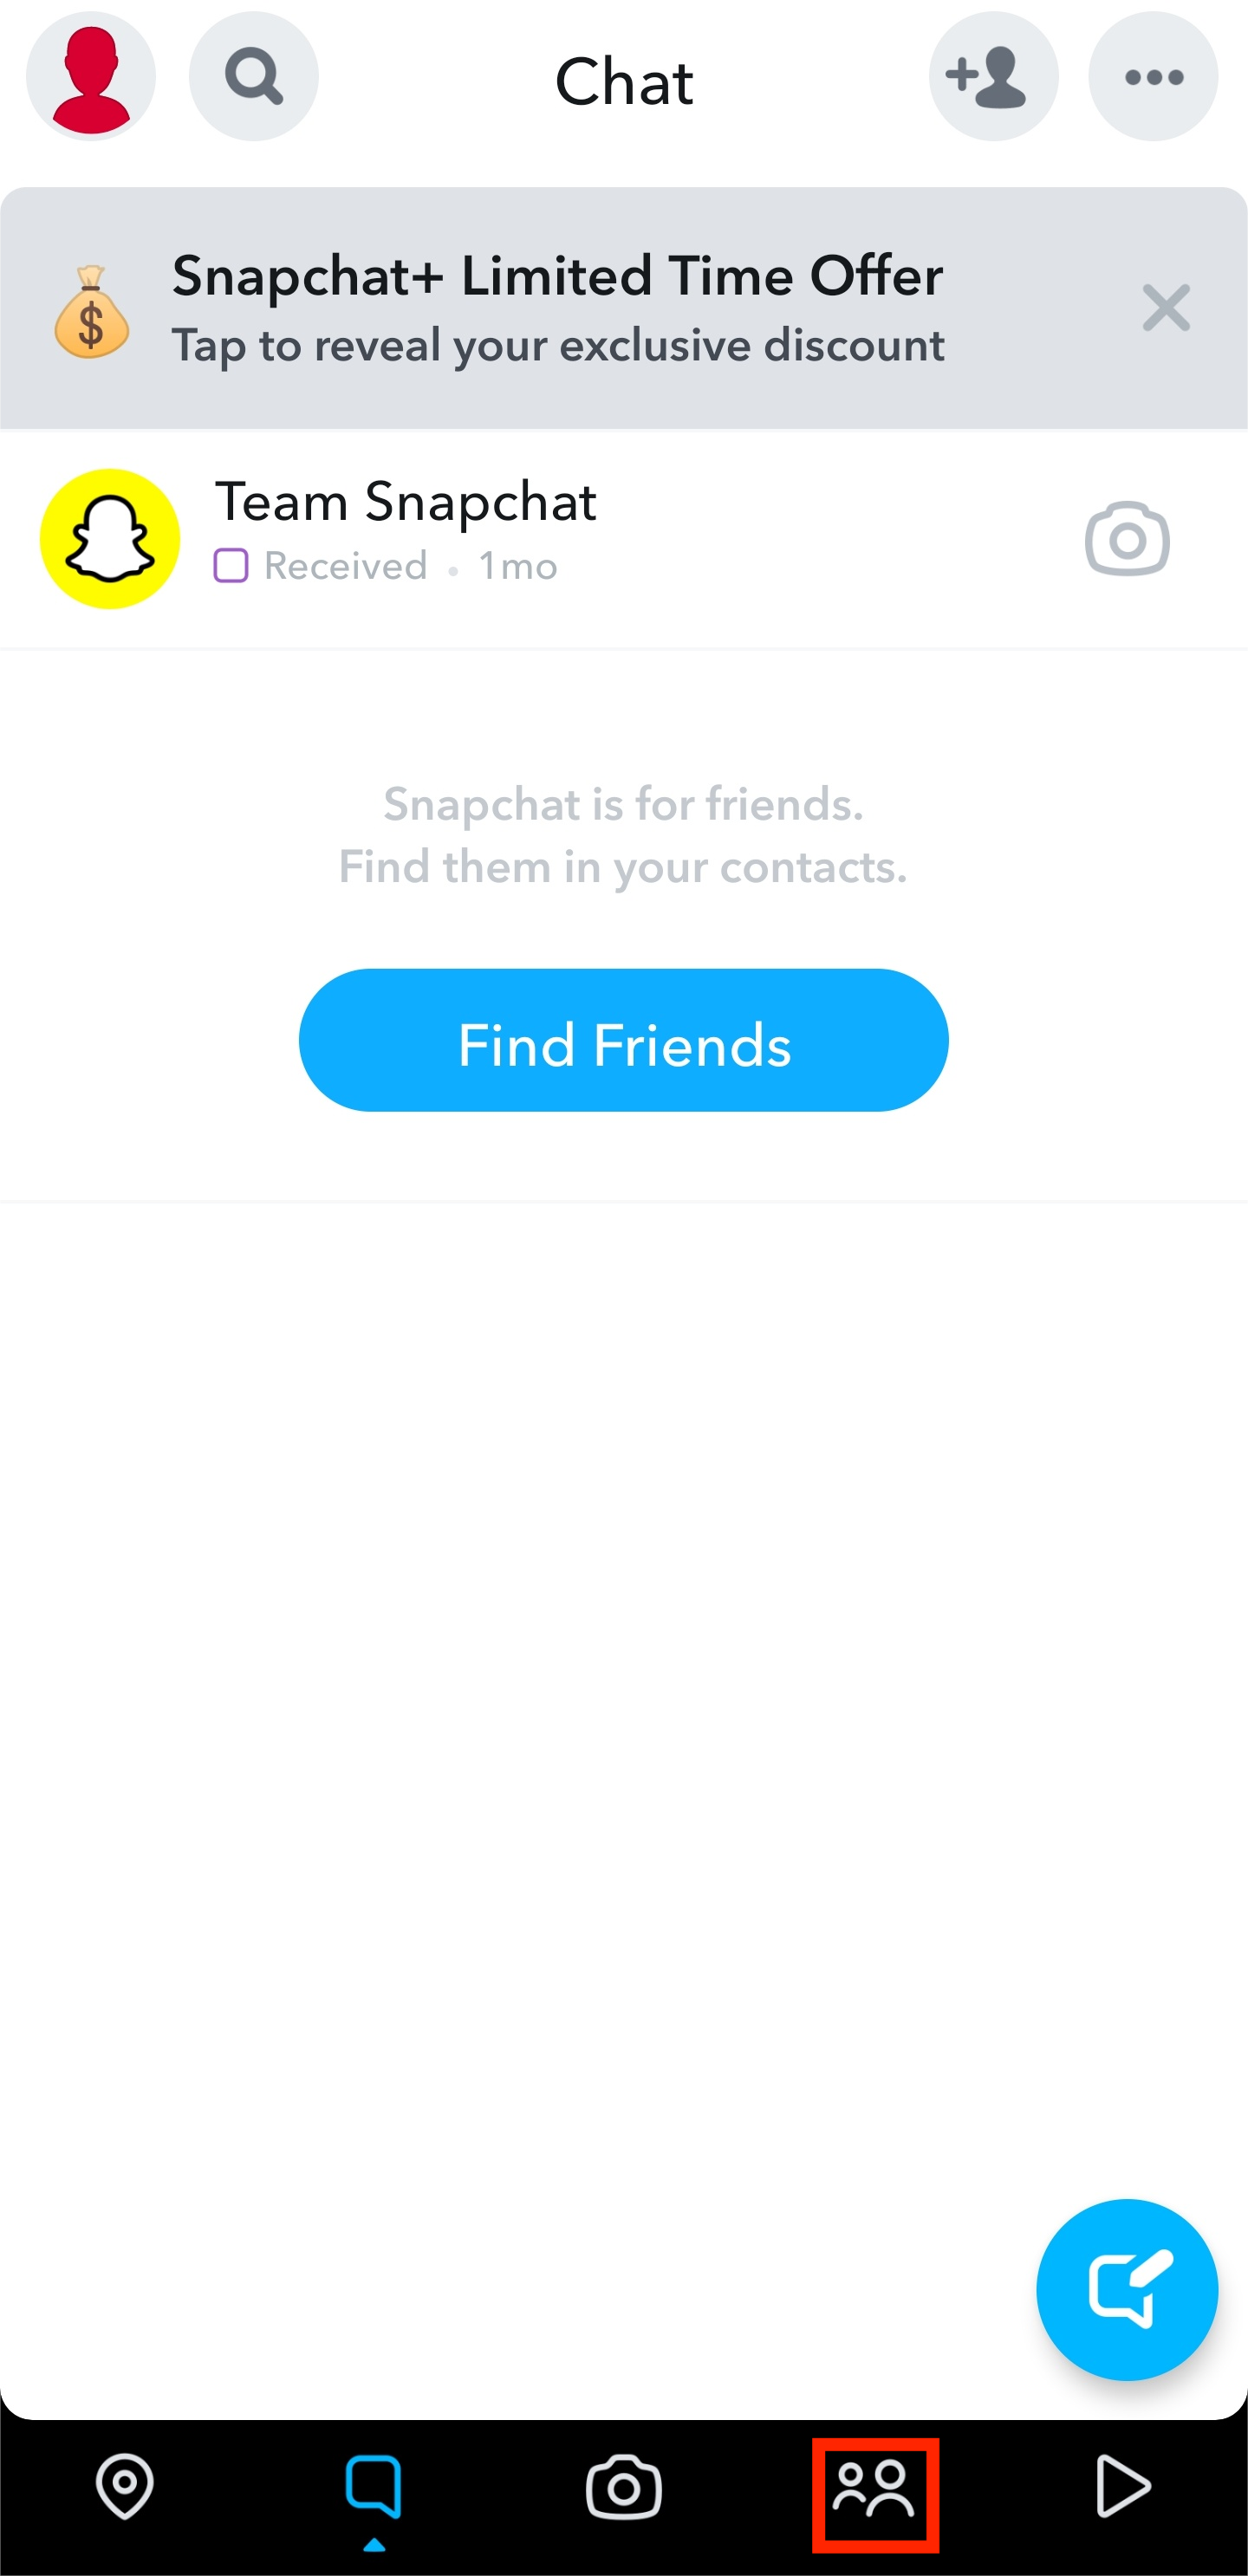 Chat
Snapchat+ Limited Time Offer
Tap to reveal your exclusive discount
Team Snapchat
Received • 1mo
Snapchat is for friends.
Find them in your contacts.
Find Friends